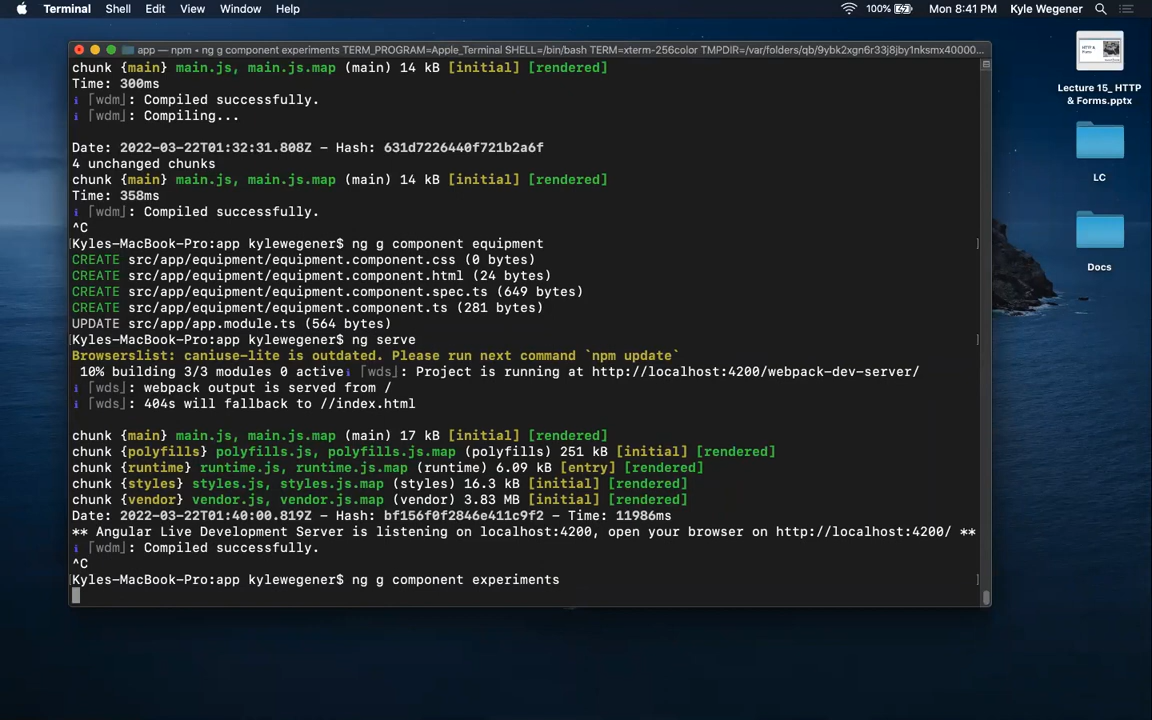 Terminal Shell Edit View Window Help 100% Mon 8:41 PM Kyle Wegener
app — npm • ng g component experiments TERM_PROGRAM=Apple_Terminal SHELL=/bin/bash TERM=xterm-256color TMPDIR=/var/folders/qb/9ybk2xgn6r33j8jby1nksmx40000...
chunk {main} main.js, main.js.map (main) 14 kB [initial] [rendered]
Time: 300ms
ℹ ｢wdm｣: Compiled successfully.
ℹ ｢wdm｣: Compiling...
Date: 2022-03-22T01:32:31.808Z - Hash: 631d7226440f721b2a6f
4 unchanged chunks
chunk {main} main.js, main.js.map (main) 14 kB [initial] [rendered]
Time: 358ms
ℹ ｢wdm｣: Compiled successfully.
^C
[Kyles-MacBook-Pro:app kylewegener$ ng g component equipment ]
CREATE src/app/equipment/equipment.component.css (0 bytes)
CREATE src/app/equipment/equipment.component.html (24 bytes)
CREATE src/app/equipment/equipment.component.spec.ts (649 bytes)
CREATE src/app/equipment/equipment.component.ts (281 bytes)
UPDATE src/app/app.module.ts (564 bytes)
[Kyles-MacBook-Pro:app kylewegener$ ng serve ]
Browserslist: caniuse-lite is outdated. Please run next command `npm update`
10% building 3/3 modules 0 activeℹ ｢wds｣: Project is running at http://localhost:4200/webpack-dev-server/
ℹ ｢wds｣: webpack output is served from /
ℹ ｢wds｣: 404s will fallback to //index.html
chunk {main} main.js, main.js.map (main) 17 kB [initial] [rendered]
chunk {polyfills} polyfills.js, polyfills.js.map (polyfills) 251 kB [initial] [rendered]
chunk {runtime} runtime.js, runtime.js.map (runtime) 6.09 kB [entry] [rendered]
chunk {styles} styles.js, styles.js.map (styles) 16.3 kB [initial] [rendered]
chunk {vendor} vendor.js, vendor.js.map (vendor) 3.83 MB [initial] [rendered]
Date: 2022-03-22T01:40:00.819Z - Hash: bf156f0f2846e411c9f2 - Time: 11986ms
** Angular Live Development Server is listening on localhost:4200, open your browser on http://localhost:4200/ **
ℹ ｢wdm｣: Compiled successfully.
^C
[Kyles-MacBook-Pro:app kylewegener$ ng g component experiments ]
Lecture 15_ HTTP
& Forms.pptx
LC
Docs